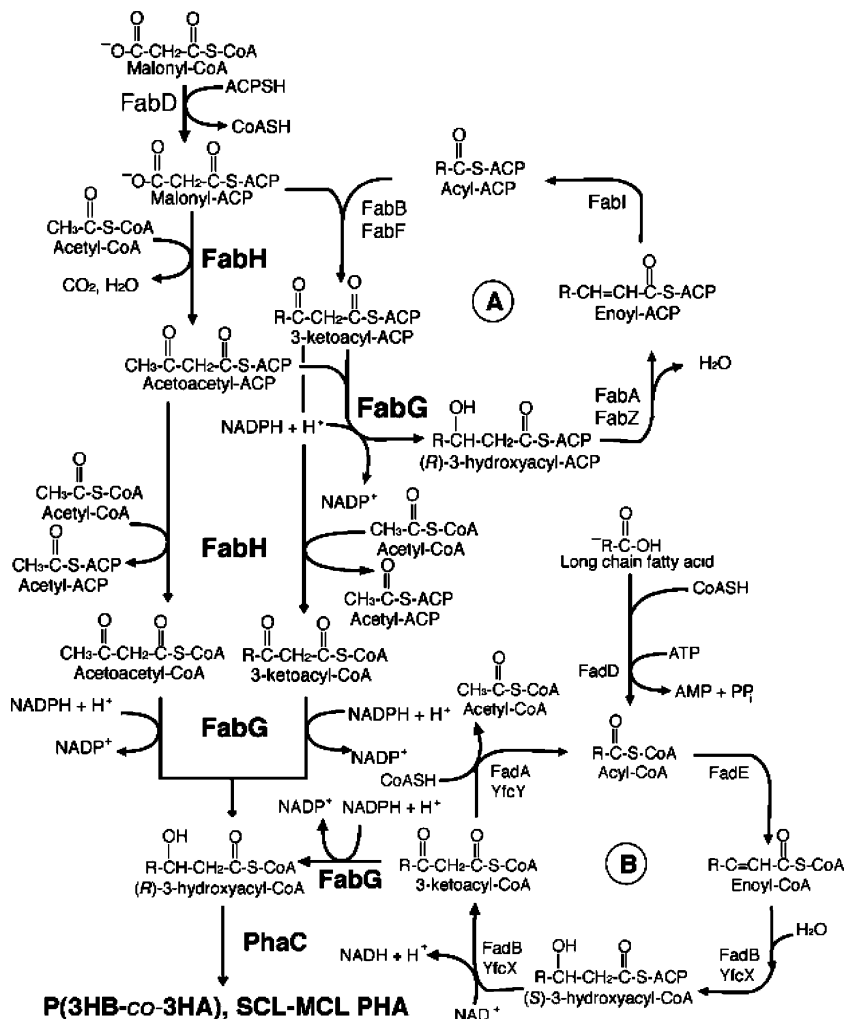 O O
⁻O-C-CH₂-C-S-CoA
Malonyl-CoA
FabD
ACPSH
CoASH
O O
⁻O-C-CH₂-C-S-ACP
Malonyl-ACP
O
R-C-S-ACP
Acyl-ACP
FabI
FabB
FabF
O
CH₃-C-S-CoA
Acetyl-CoA
FabH
CO₂, H₂O
O O
R-C-CH₂-C-S-ACP
3-ketoacyl-ACP
A
O
R-CH=CH-C-S-ACP
Enoyl-ACP
O O
CH₃-C-CH₂-C-S-ACP
Acetoacetyl-ACP
FabG
NADPH + H⁺
NADP⁺
OH O
R-C-CH₂-C-S-ACP
(R)-3-hydroxyacyl-ACP
FabA
FabZ
H₂O
O
CH₃-C-S-CoA
Acetyl-CoA
O
CH₃-C-S-ACP
Acetyl-ACP
FabH
O
CH₃-C-S-CoA
Acetyl-CoA
O
CH₃-C-S-ACP
Acetyl-ACP
O
⁻R-C-OH
Long chain fatty acid
CoASH
ATP
FadD
AMP + PPi
O O
CH₃-C-CH₂-C-S-CoA
Acetoacetyl-CoA
O O
R-C-CH₂-C-S-CoA
3-ketoacyl-CoA
NADPH + H⁺
NADP⁺
FabG
NADPH + H⁺
NADP⁺
O
CH₃-C-S-CoA
Acetyl-CoA
CoASH
FadA
YfcY
O
R-C-S-CoA
Acyl-CoA
FadE
NADP⁺
NADPH + H⁺
FabG
OH O
R-C-CH₂-C-S-CoA
(R)-3-hydroxyacyl-CoA
O O
R-C-CH₂-C-S-CoA
3-ketoacyl-CoA
B
O
R-C=CH-C-S-CoA
Enoyl-CoA
H₂O
FadB
YfcX
PhaC
NADH + H⁺
FadB
YfcX
NAD⁺
OH O
R-C-CH₂-C-S-ACP
(S)-3-hydroxyacyl-CoA
P(3HB-co-3HA), SCL-MCL PHA